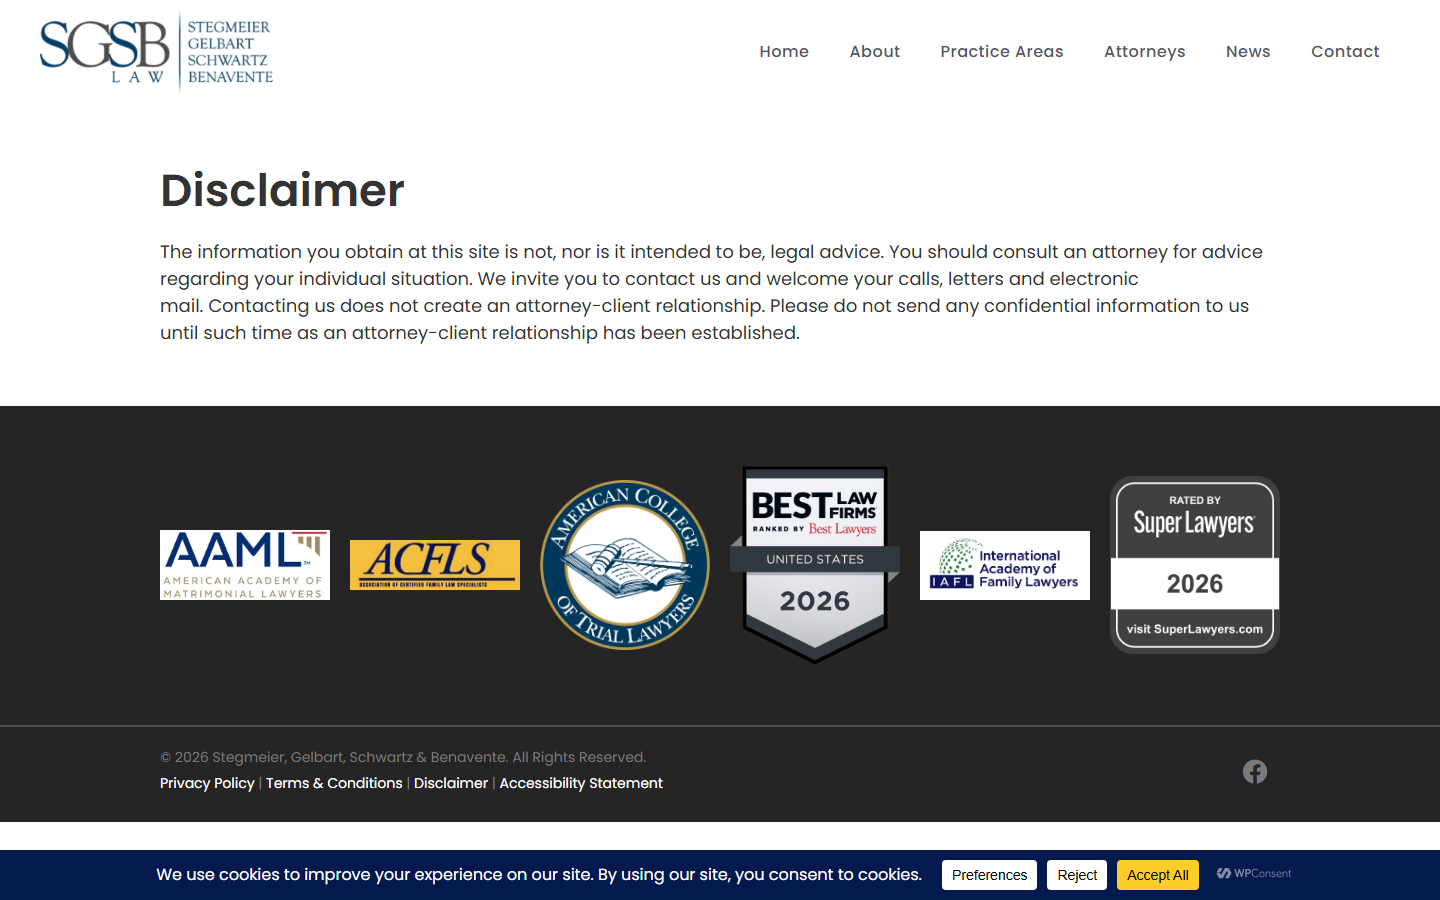 SGSB
LAW
STEGMEIER
GELBART
SCHWARTZ
BENAVENTE
Home
About
Practice Areas
Attorneys
News
Contact
Disclaimer
The information you obtain at this site is not, nor is it intended to be, legal advice. You should consult an attorney for advice
regarding your individual situation. We invite you to contact us and welcome your calls, letters and electronic
mail. Contacting us does not create an attorney-client relationship. Please do not send any confidential information to us
until such time as an attorney-client relationship has been established.
AAML™
AMERICAN ACADEMY OF
MATRIMONIAL LAWYERS
ACFLS
ASSOCIATION OF CERTIFIED FAMILY LAW SPECIALISTS
AMERICAN COLLEGE
OF TRIAL LAWYERS
BEST LAW
FIRMS
RANKED BY Best Lawyers
UNITED STATES
2026
IAFL
International
Academy of
Family Lawyers
RATED BY
Super Lawyers
2026
visit SuperLawyers.com
© 2026 Stegmeier, Gelbart, Schwartz & Benavente. All Rights Reserved.
Privacy Policy | Terms & Conditions | Disclaimer | Accessibility Statement
We use cookies to improve your experience on our site. By using our site, you consent to cookies.
Preferences
Reject
Accept All
WPConsent